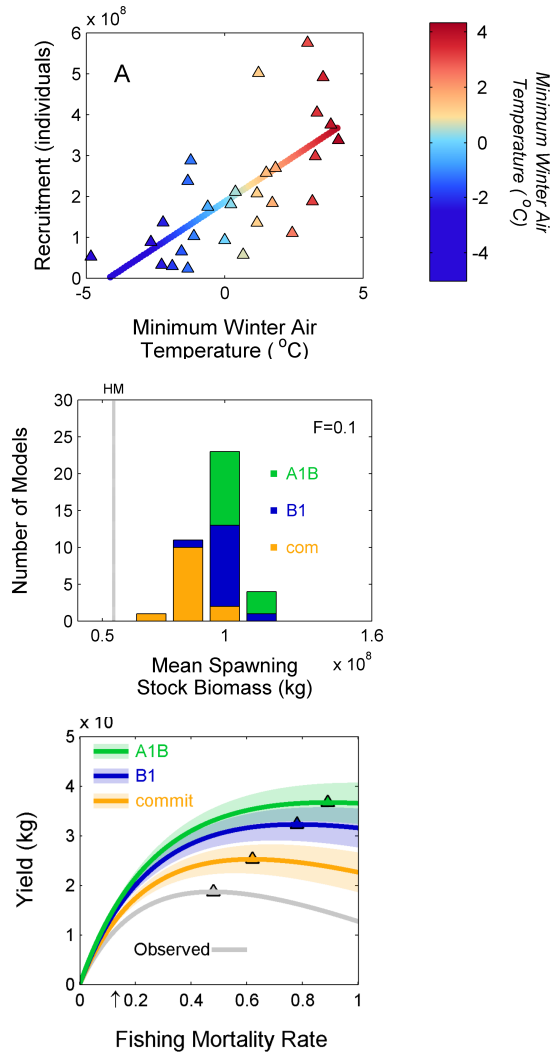 x 10⁸
6
5
4
3
2
1
0
A
Recruitment (individuals)
-5
0
5
Minimum Winter Air
Temperature ( °C)
4
2
0
-2
-4
Minimum Winter Air
Temperature ( °C)
HM
30
25
20
15
10
5
0
F=0.1
A1B
B1
com
Number of Models
0.5
1
1.6
x 10⁸
Mean Spawning
Stock Biomass (kg)
x 10
5
4
3
2
1
0
A1B
B1
commit
Observed
Yield (kg)
0
↑
0.2
0.4
0.6
0.8
1
Fishing Mortality Rate